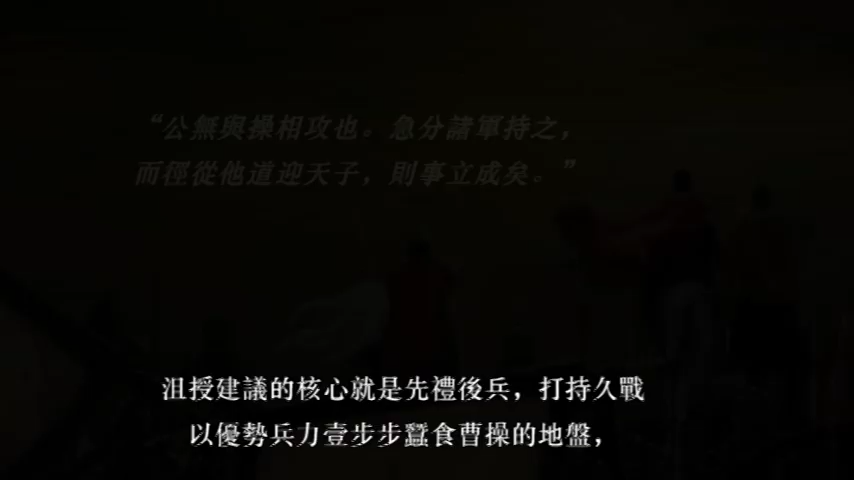 “公無與操相攻也。急分諸軍持之，
而徑從他道迎天子，則事立成矣。”
沮授建議的核心就是先禮後兵，打持久戰
以優勢兵力壹步步蠶食曹操的地盤，